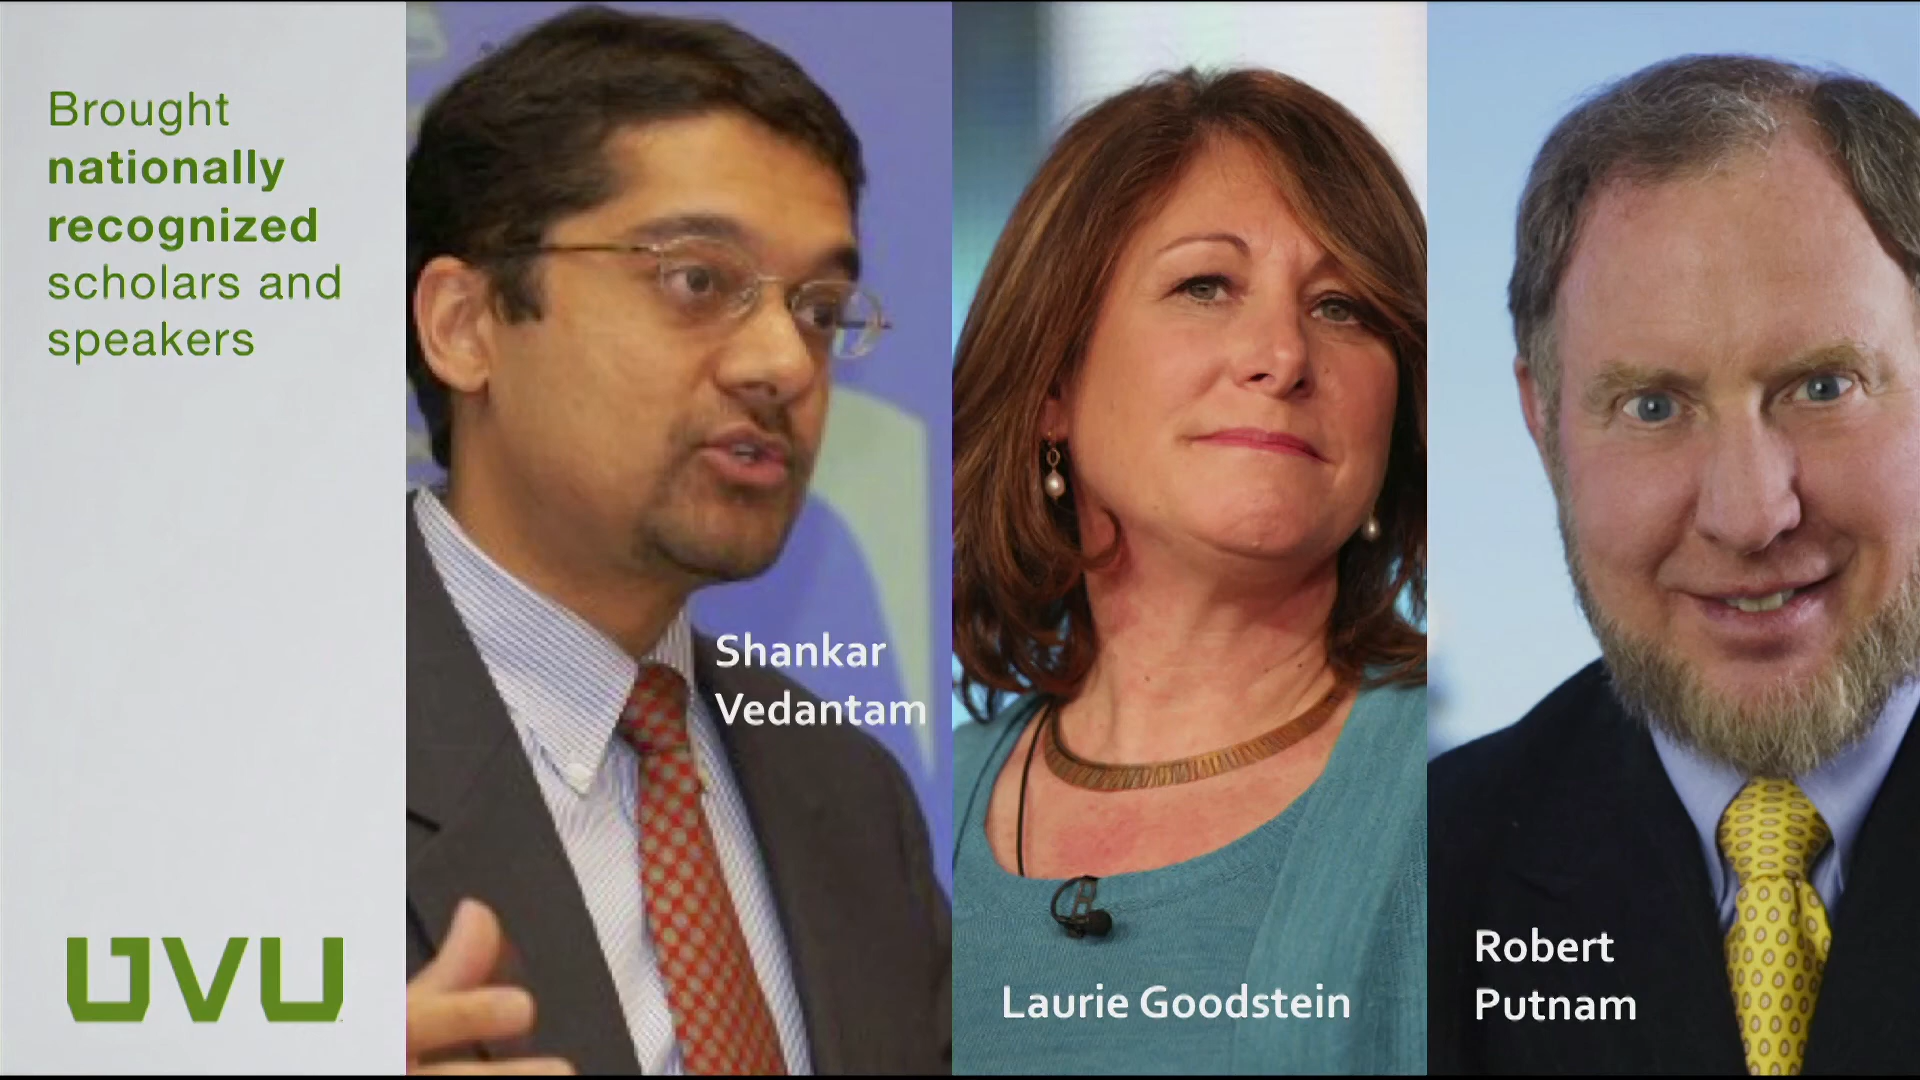 Brought
nationally
recognized
scholars and
speakers
UVU
Shankar
Vedantam
Laurie Goodstein
Robert
Putnam